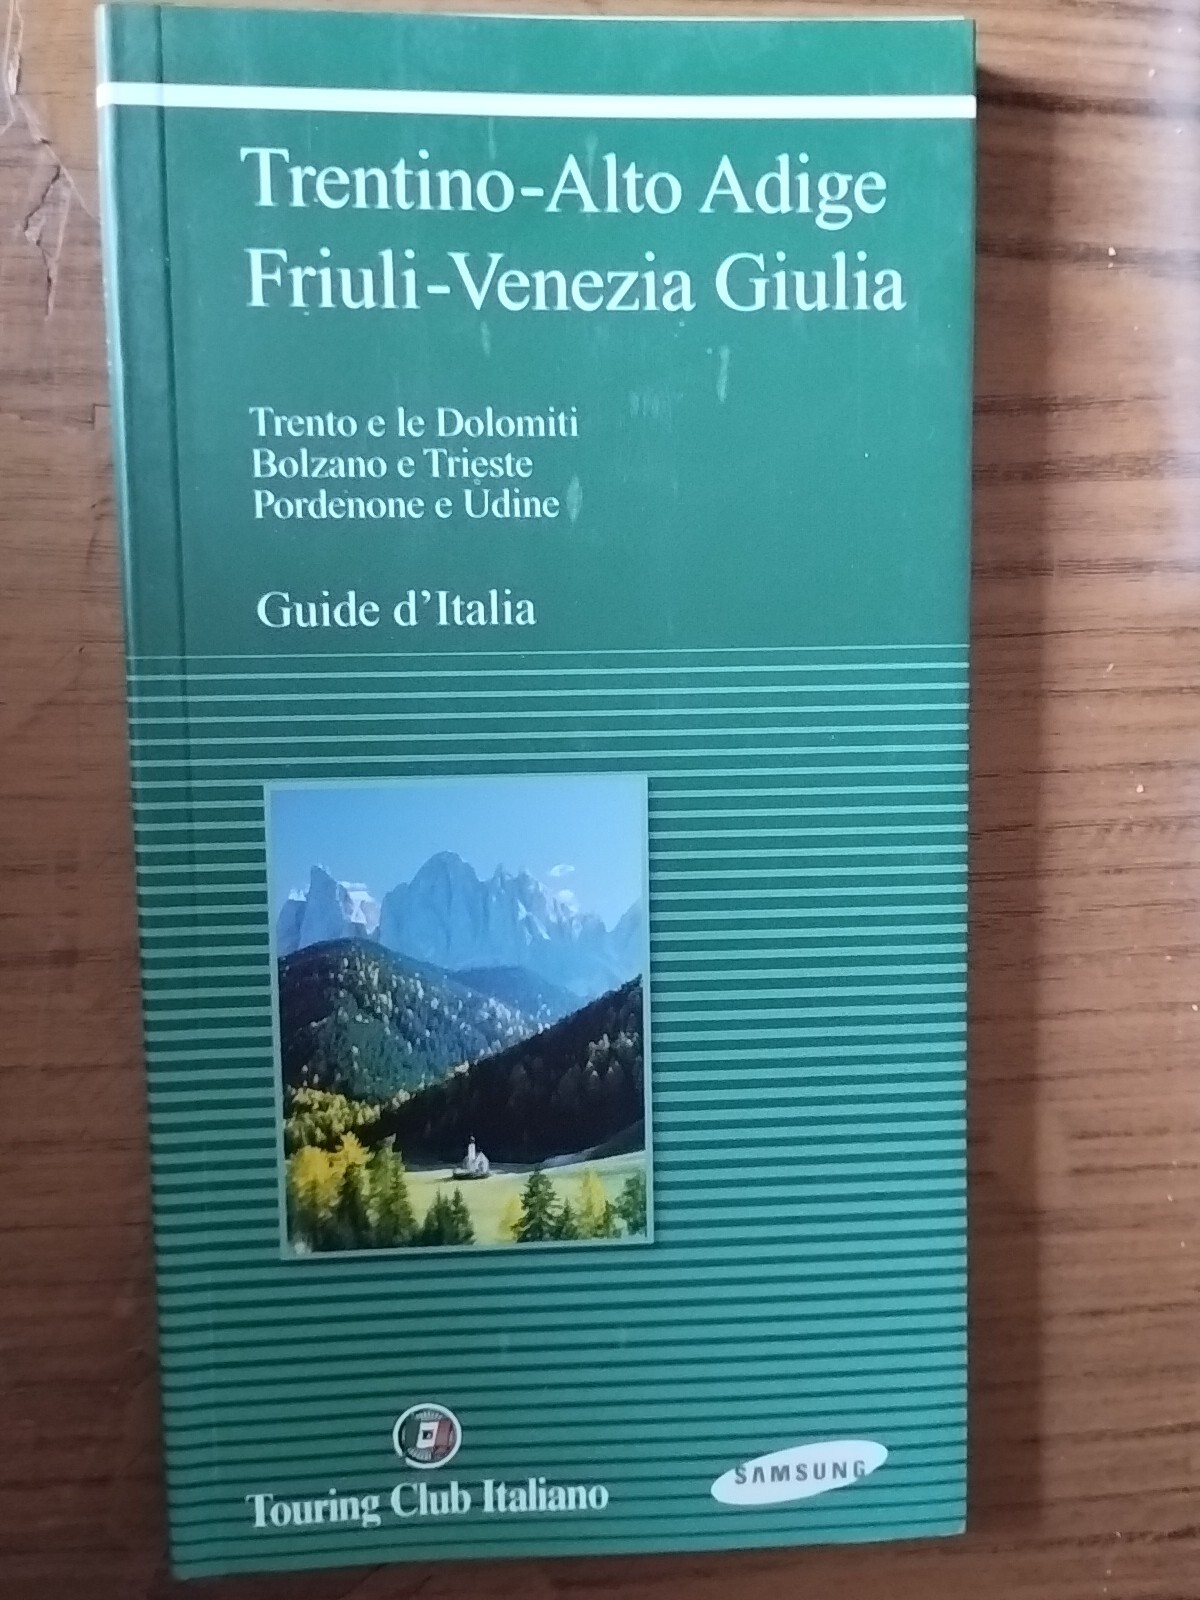 Trentino-Alto Adige
Friuli-Venezia Giulia
Trento e le Dolomiti
Bolzano e Trieste
Pordenone e Udine
Guide d'Italia
Touring Club Italiano
SAMSUNG